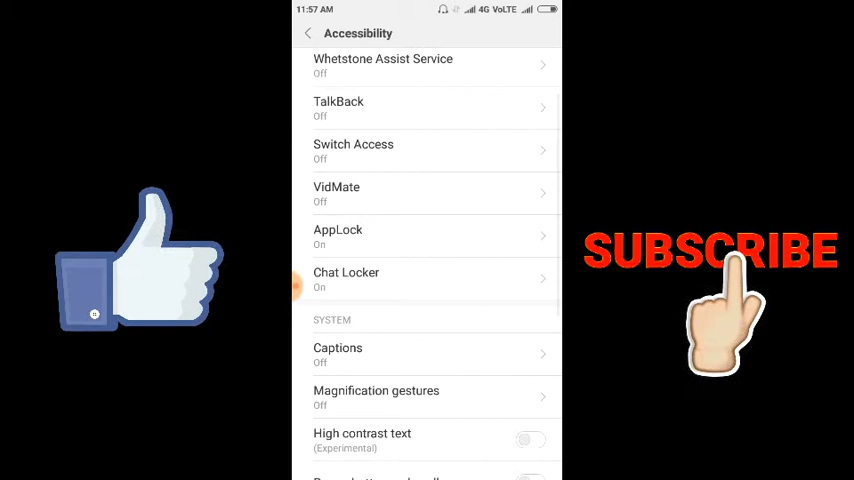 11:57 AM
4G VoLTE
Accessibility
Whetstone Assist Service
Off
TalkBack
Off
Switch Access
Off
VidMate
Off
AppLock
On
Chat Locker
On
SYSTEM
Captions
Off
Magnification gestures
Off
High contrast text
(Experimental)
SUBSCRIBE